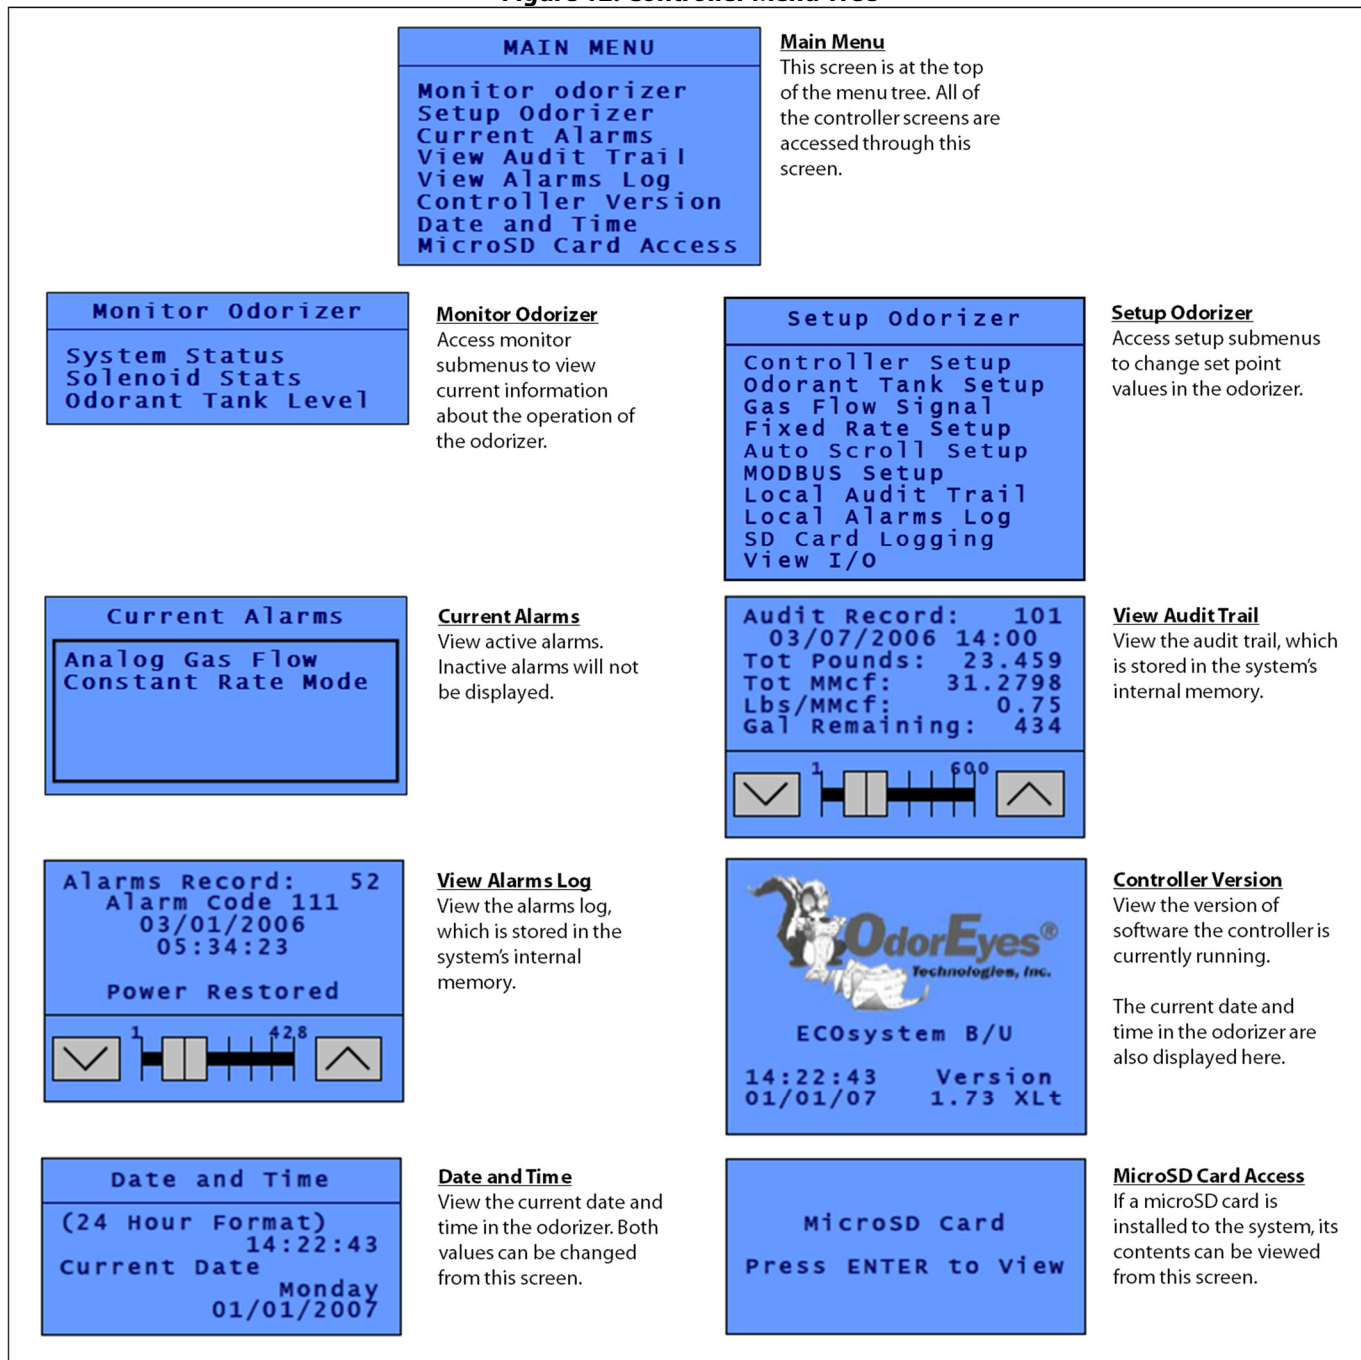 Figure 12: Controller Menu Tree
MAIN MENU
Monitor odorizer
Setup Odorizer
Current Alarms
View Audit Trail
View Alarms Log
Controller Version
Date and Time
MicroSD Card Access
Main Menu
This screen is at the top
of the menu tree. All of
the controller screens are
accessed through this
screen.
Monitor Odorizer
System Status
Solenoid Stats
Odorant Tank Level
Monitor Odorizer
Access monitor
submenus to view
current information
about the operation of
the odorizer.
Setup Odorizer
Controller Setup
Odorant Tank Setup
Gas Flow Signal
Fixed Rate Setup
Auto Scroll Setup
MODBUS Setup
Local Audit Trail
Local Alarms Log
SD Card Logging
View I/O
Setup Odorizer
Access setup submenus
to change set point
values in the odorizer.
Current Alarms
Analog Gas Flow
Constant Rate Mode
Current Alarms
View active alarms.
Inactive alarms will not
be displayed.
Audit Record: 101
03/07/2006 14:00
Tot Pounds: 23.459
Tot MMcf: 31.2798
Lbs/MMcf: 0.75
Gal Remaining: 434
1 600
View Audit Trail
View the audit trail, which
is stored in the system's
internal memory.
Alarms Record: 52
Alarm Code 111
03/01/2006
05:34:23
Power Restored
1 428
View Alarms Log
View the alarms log,
which is stored in the
system's internal
memory.
OdorEyes®
Technologies, Inc.
ECOsystem B/U
14:22:43 Version
01/01/07 1.73 XLt
Controller Version
View the version of
software the controller is
currently running.
The current date and
time in the odorizer are
also displayed here.
Date and Time
(24 Hour Format)
14:22:43
Current Date
Monday
01/01/2007
Date and Time
View the current date and
time in the odorizer. Both
values can be changed
from this screen.
MicroSD Card
Press ENTER to View
MicroSD Card Access
If a microSD card is
installed to the system, its
contents can be viewed
from this screen.